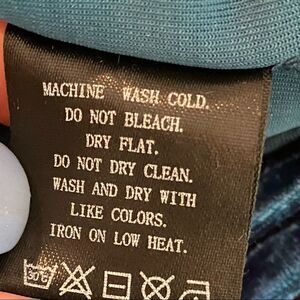 MACHINE WASH COLD.
DO NOT BLEACH.
DRY FLAT.
DO NOT DRY CLEAN.
WASH AND DRY WITH
LIKE COLORS.
IRON ON LOW HEAT.
30°C